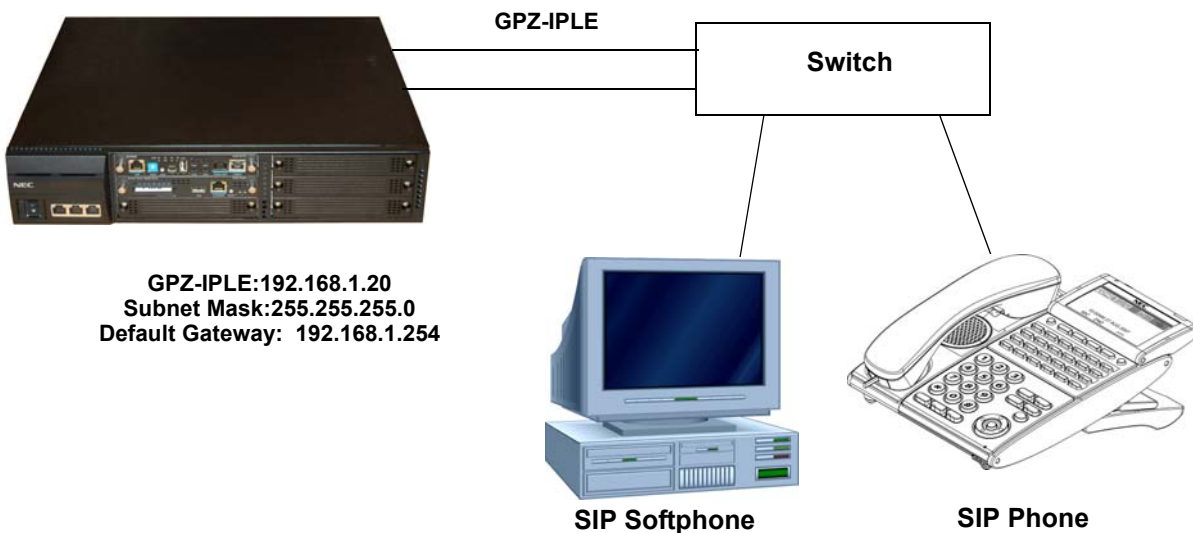 GPZ-IPLE
Switch
NEC
GPZ-IPLE:192.168.1.20
Subnet Mask:255.255.255.0
Default Gateway:  192.168.1.254
SIP Softphone
SIP Phone